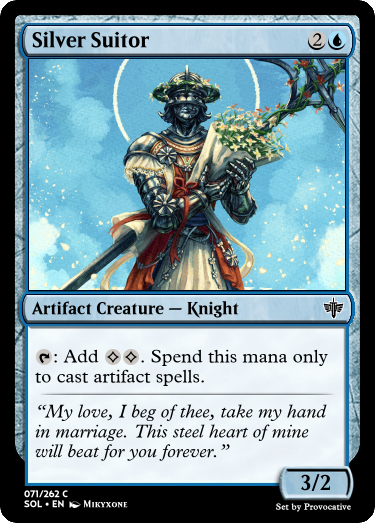 Silver Suitor 2
Artifact Creature — Knight
: Add . Spend this mana only
to cast artifact spells.
“My love, I beg of thee, take my hand
in marriage. This steel heart of mine
will beat for you forever.”
3/2
071/262 C
SOL • EN Mikyxone
Set by Provocative